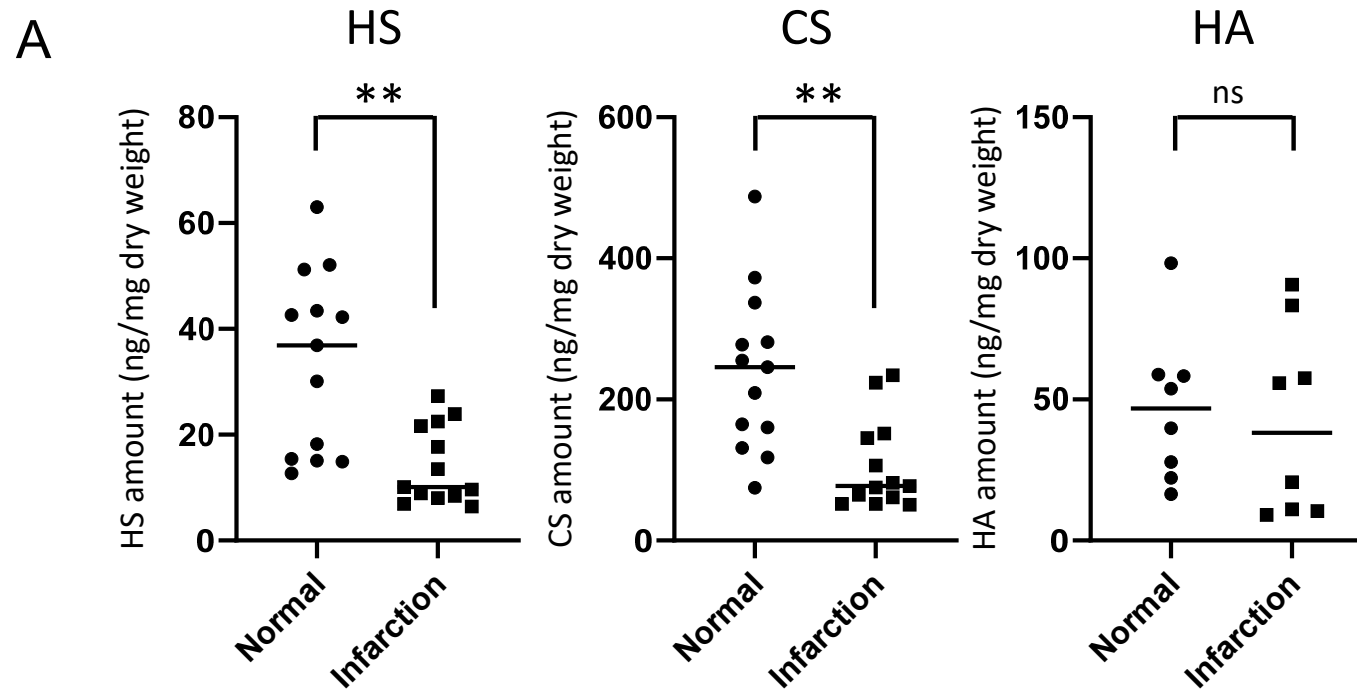 A
HS
**
HS amount (ng/mg dry weight)
80
60
40
20
0
Normal
Infarction
CS
**
CS amount (ng/mg dry weight)
600
400
200
0
Normal
Infarction
HA
ns
HA amount (ng/mg dry weight)
150
100
50
0
Normal
Infarction